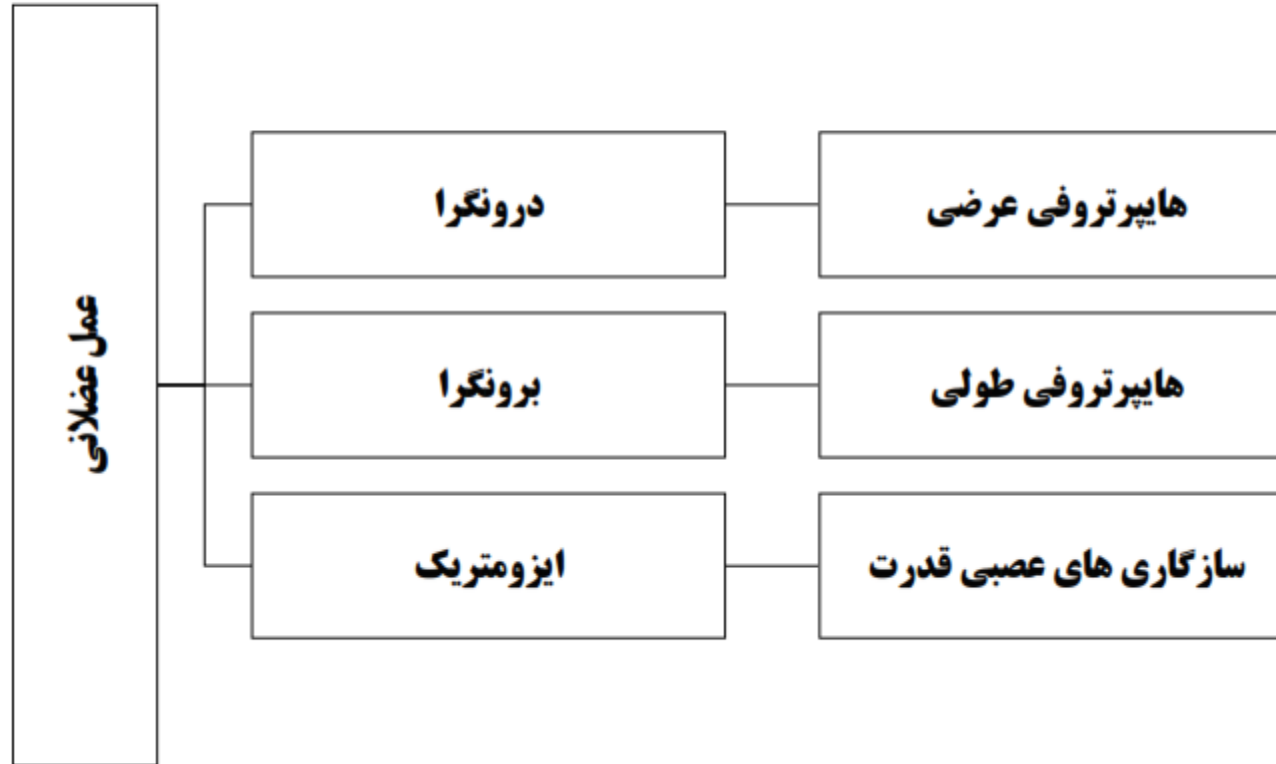 عمل عضلانی
درونگرا
هایپرتروفی عرضی
برونگرا
هایپرتروفی طولی
ایزومتریک
سازگاری های عصبی قدرت